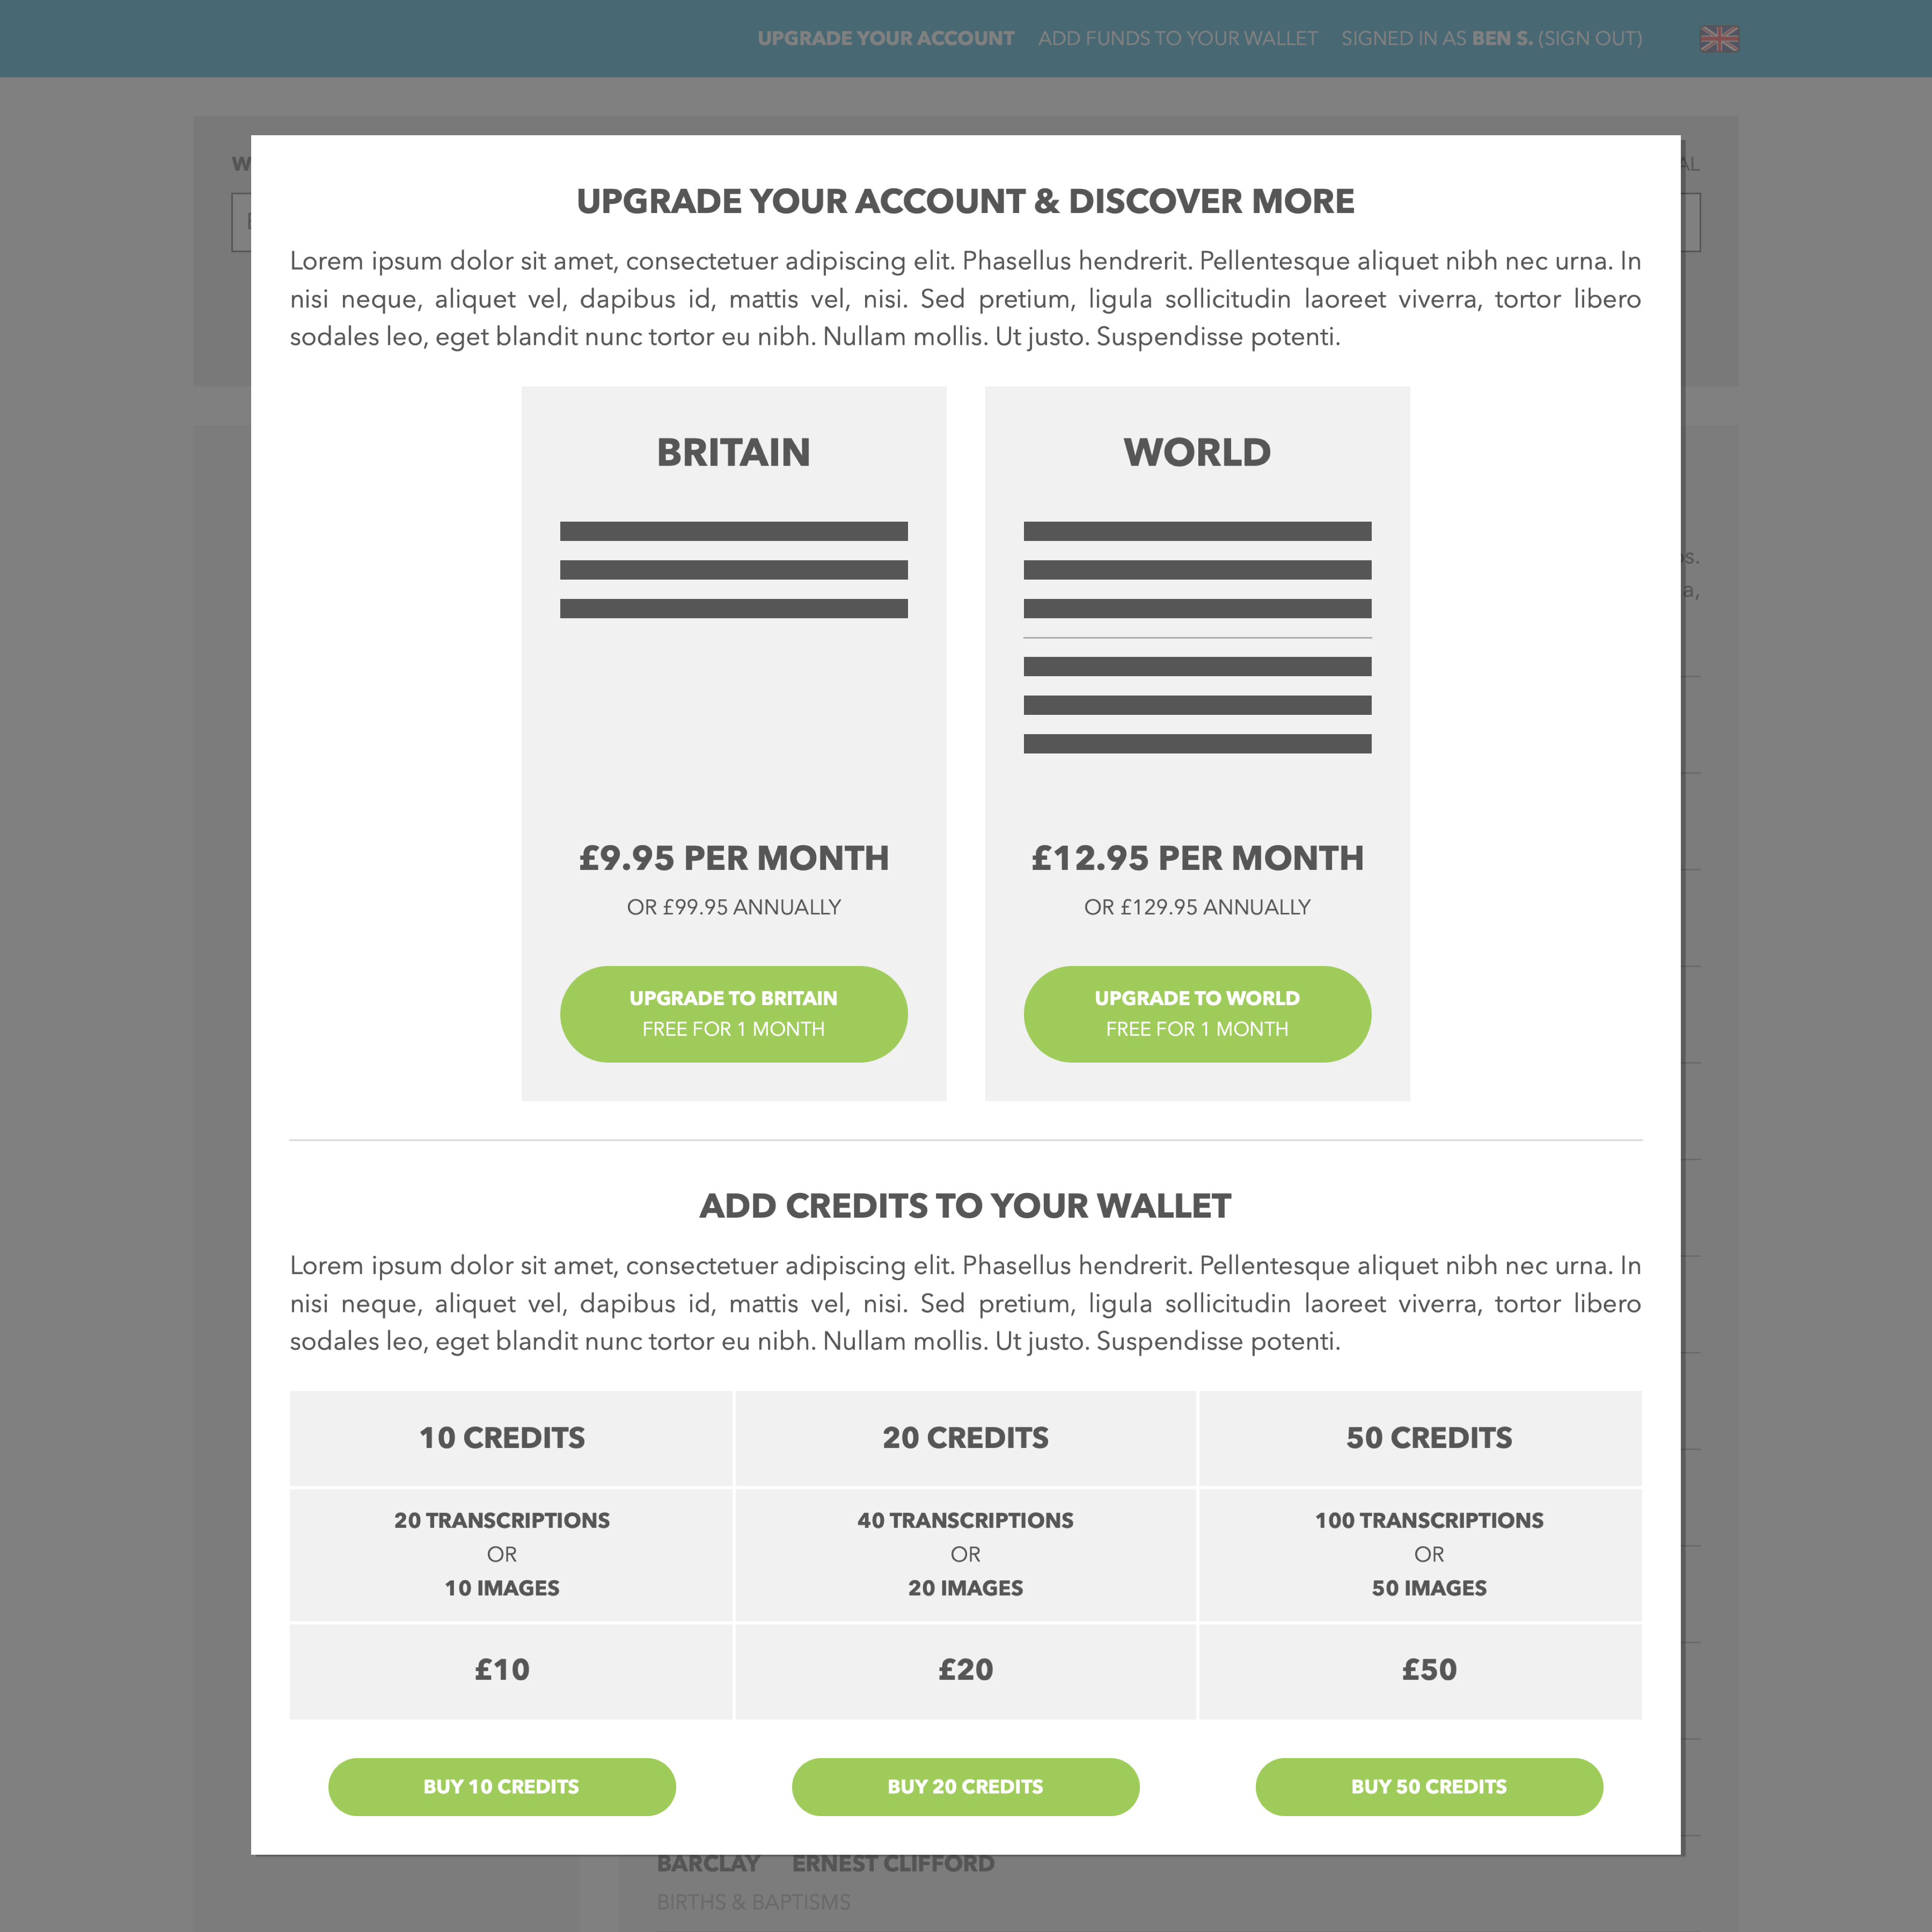 UPGRADE YOUR ACCOUNT ADD FUNDS TO YOUR WALLET SIGNED IN AS BEN S. (SIGN OUT)
UPGRADE YOUR ACCOUNT & DISCOVER MORE
Lorem ipsum dolor sit amet, consectetuer adipiscing elit. Phasellus hendrerit. Pellentesque aliquet nibh nec urna. In
nisi neque, aliquet vel, dapibus id, mattis vel, nisi. Sed pretium, ligula sollicitudin laoreet viverra, tortor libero
sodales leo, eget blandit nunc tortor eu nibh. Nullam mollis. Ut justo. Suspendisse potenti.
BRITAIN
£9.95 PER MONTH
OR £99.95 ANNUALLY
UPGRADE TO BRITAIN
FREE FOR 1 MONTH
WORLD
£12.95 PER MONTH
OR £129.95 ANNUALLY
UPGRADE TO WORLD
FREE FOR 1 MONTH
ADD CREDITS TO YOUR WALLET
Lorem ipsum dolor sit amet, consectetuer adipiscing elit. Phasellus hendrerit. Pellentesque aliquet nibh nec urna. In
nisi neque, aliquet vel, dapibus id, mattis vel, nisi. Sed pretium, ligula sollicitudin laoreet viverra, tortor libero
sodales leo, eget blandit nunc tortor eu nibh. Nullam mollis. Ut justo. Suspendisse potenti.
10 CREDITS 20 CREDITS 50 CREDITS
20 TRANSCRIPTIONS
OR
10 IMAGES
40 TRANSCRIPTIONS
OR
20 IMAGES
100 TRANSCRIPTIONS
OR
50 IMAGES
£10 £20 £50
BUY 10 CREDITS BUY 20 CREDITS BUY 50 CREDITS
BARCLAY ERNEST CLIFFORD
BIRTHS & BAPTISMS